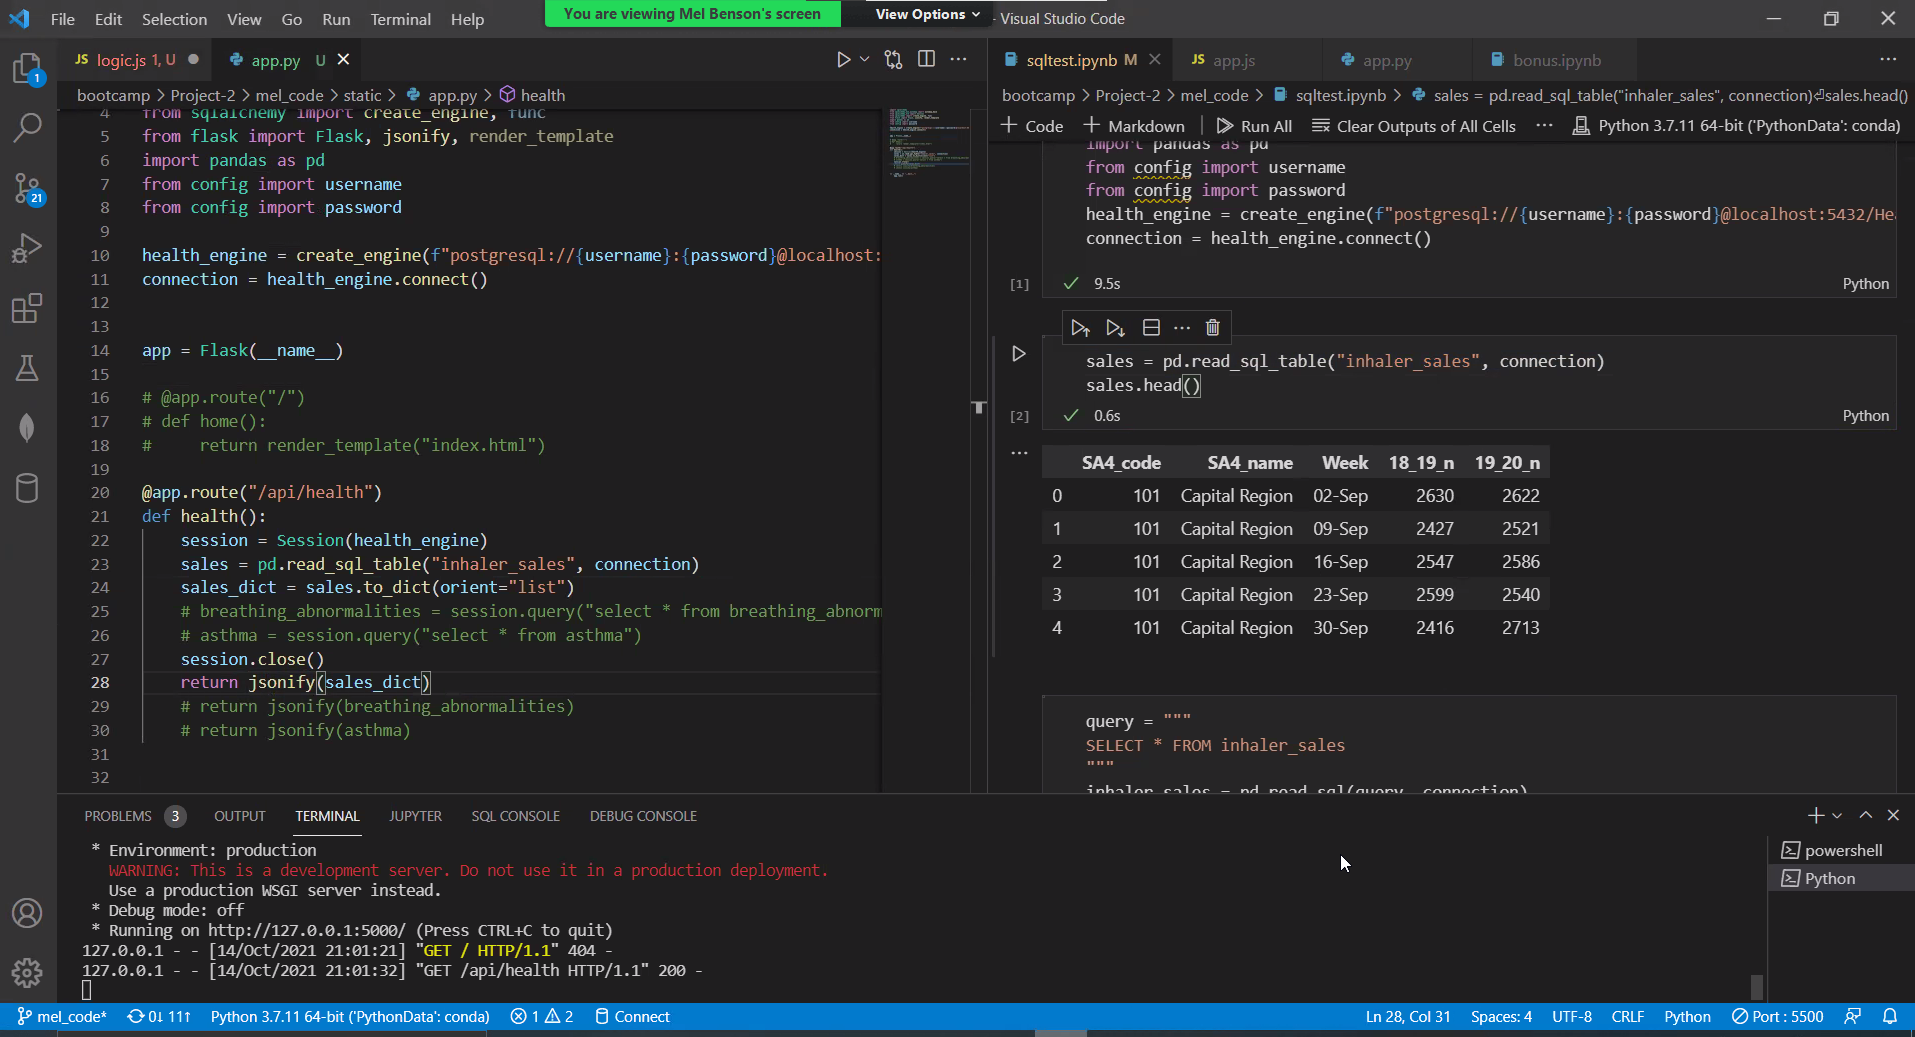 File Edit Selection View Go Run Terminal Help
You are viewing Mel Benson's screen
View Options
- Visual Studio Code
JS logic.js 1, U
app.py U
sqltest.ipynb M
JS app.js
app.py
bonus.ipynb
bootcamp > Project-2 > mel_code > static > app.py > health
bootcamp > Project-2 > mel_code > sqltest.ipynb > sales = pd.read_sql_table("inhaler_sales", connection)⏎sales.head()
+ Code + Markdown Run All Clear Outputs of All Cells ··· Python 3.7.11 64-bit ('PythonData': conda)
1
21
4 from sqlalchemy import create_engine, func
5 from flask import Flask, jsonify, render_template
6 import pandas as pd
7 from config import username
8 from config import password
9
10 health_engine = create_engine(f"postgresql://{username}:{password}@localhost:
11 connection = health_engine.connect()
12
13
14 app = Flask(__name__)
15
16 # @app.route("/")
17 # def home():
18 #     return render_template("index.html")
19
20 @app.route("/api/health")
21 def health():
22     session = Session(health_engine)
23     sales = pd.read_sql_table("inhaler_sales", connection)
24     sales_dict = sales.to_dict(orient="list")
25     # breathing_abnormalities = session.query("select * from breathing_abnorm
26     # asthma = session.query("select * from asthma")
27     session.close()
28     return jsonify(sales_dict)
29     # return jsonify(breathing_abnormalities)
30     # return jsonify(asthma)
31
32
import pandas as pd
from config import username
from config import password
health_engine = create_engine(f"postgresql://{username}:{password}@localhost:5432/He
connection = health_engine.connect()
[1] ✓ 9.5s Python
sales = pd.read_sql_table("inhaler_sales", connection)
sales.head()
[2] ✓ 0.6s Python
SA4_code SA4_name Week 18_19_n 19_20_n
0 101 Capital Region 02-Sep 2630 2622
1 101 Capital Region 09-Sep 2427 2521
2 101 Capital Region 16-Sep 2547 2586
3 101 Capital Region 23-Sep 2599 2540
4 101 Capital Region 30-Sep 2416 2713
query = """
SELECT * FROM inhaler_sales
"""
inhaler_sales = pd.read_sql(query, connection)
PROBLEMS 3 OUTPUT TERMINAL JUPYTER SQL CONSOLE DEBUG CONSOLE
* Environment: production
WARNING: This is a development server. Do not use it in a production deployment.
Use a production WSGI server instead.
* Debug mode: off
* Running on http://127.0.0.1:5000/ (Press CTRL+C to quit)
127.0.0.1 - - [14/Oct/2021 21:01:21] "GET / HTTP/1.1" 404 -
127.0.0.1 - - [14/Oct/2021 21:01:32] "GET /api/health HTTP/1.1" 200 -
powershell
Python
mel_code* 0↓ 11↑ Python 3.7.11 64-bit ('PythonData': conda) 1 2 Connect
Ln 28, Col 31 Spaces: 4 UTF-8 CRLF Python Port : 5500